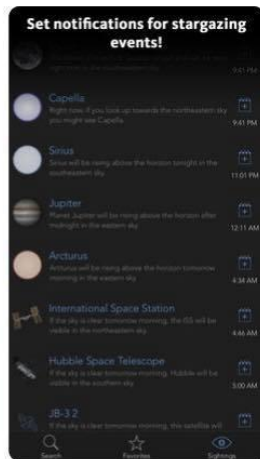 Set notifications for stargazing
events!
9:41 PM
Capella
Right now, if you look up towards the northeastern sky
you might see Capella.
9:41 PM
Sirius
Sirius will be rising above the horizon tonight in the
southeastern sky.
11:01 PM
Jupiter
Planet Jupiter will be rising above the horizon after
midnight in the eastern sky.
12:11 AM
Arcturus
Arcturus will be rising above the horizon tomorrow
morning in the eastern sky.
4:34 AM
International Space Station
If the sky is clear tomorrow morning, the ISS will be
visible in the northeastern sky.
4:46 AM
Hubble Space Telescope
If the sky is clear tomorrow morning, Hubble will be
visible in the southern sky.
5:00 AM
JB-3 2
If the sky is clear tomorrow morning, this satellite will
Search
Favorites
Sightings